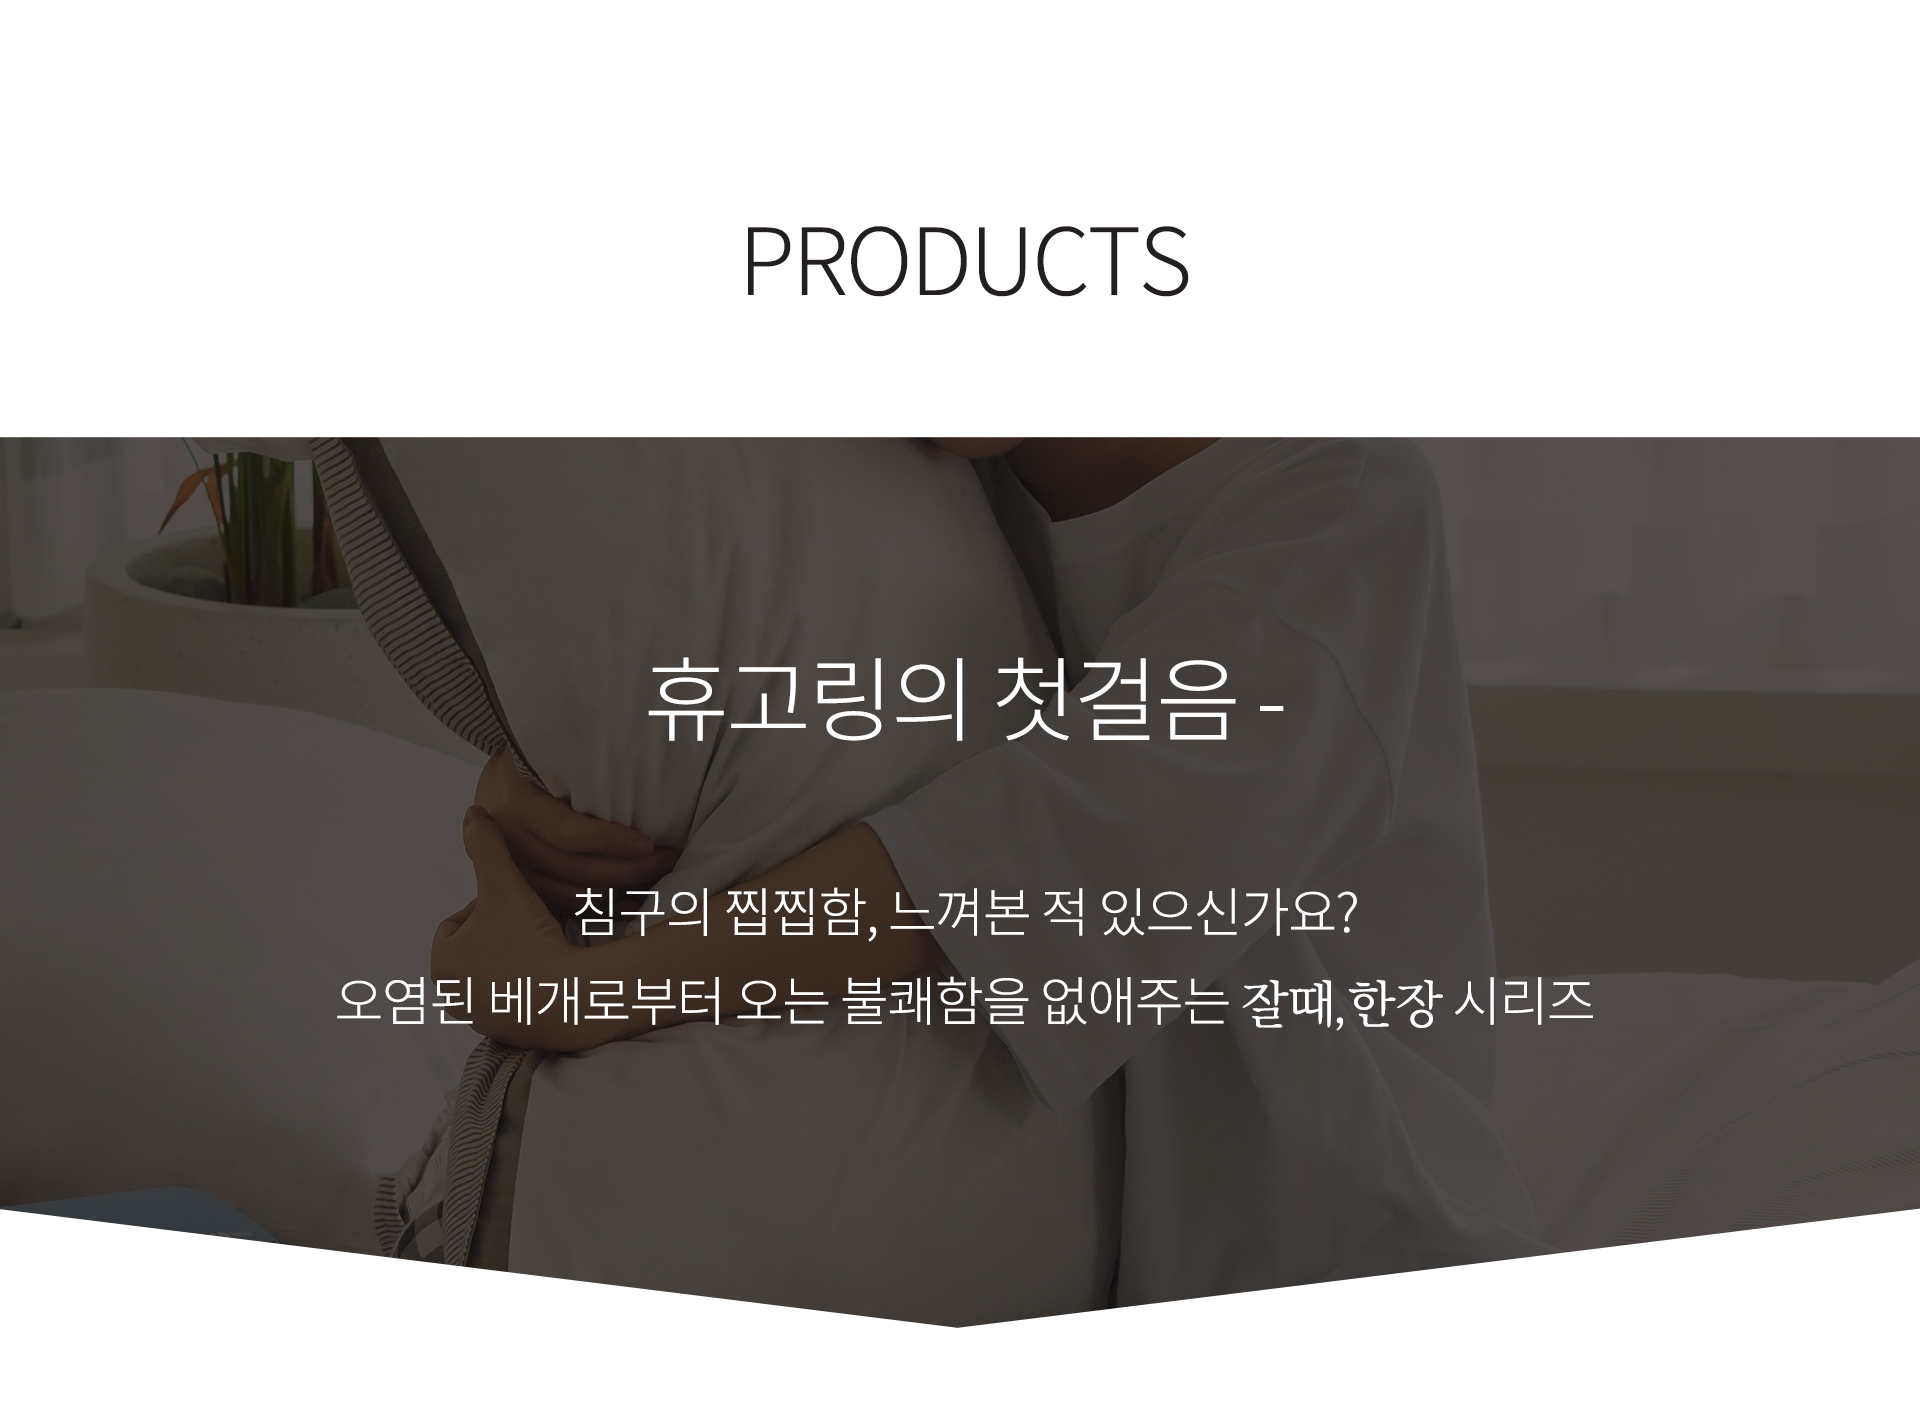 PRODUCTS
휴고링의 첫걸음 -
침구의 찝찝함, 느껴본 적 있으신가요?
오염된 베개로부터 오는 불쾌함을 없애주는 잘때, 한장 시리즈